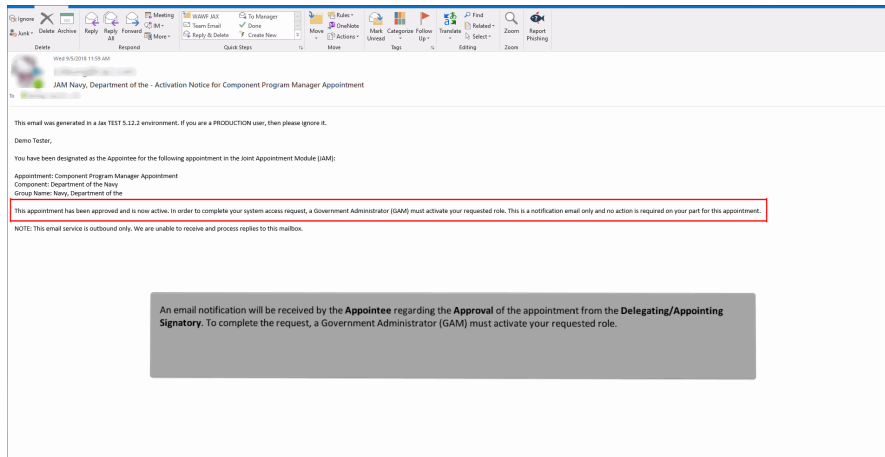 Ignore
Junk
Delete
Archive
Reply
Reply All
Forward
Meeting
IM
More
WAWF JAX
Team Email
Reply & Delete
To Manager
Done
Create New
Move
Rules
OneNote
Actions
Mark Unread
Categorize
Follow Up
Translate
Find
Related
Select
Zoom
Report Phishing
Delete
Respond
Quick Steps
Move
Tags
Editing
Zoom
Wed 9/5/2018 11:59 AM
JAM Navy, Department of the - Activation Notice for Component Program Manager Appointment
To
This email was generated in a Jax TEST 5.12.2 environment. If you are a PRODUCTION user, then please ignore it.
Demo Tester,
You have been designated as the Appointee for the following appointment in the Joint Appointment Module (JAM):
Appointment: Component Program Manager Appointment
Component: Department of the Navy
Group Name: Navy, Department of the
This appointment has been approved and is now active. In order to complete your system access request, a Government Administrator (GAM) must activate your requested role. This is a notification email only and no action is required on your part for this appointment.
NOTE: This email service is outbound only. We are unable to receive and process replies to this mailbox.
An email notification will be received by the Appointee regarding the Approval of the appointment from the Delegating/Appointing
Signatory. To complete the request, a Government Administrator (GAM) must activate your requested role.